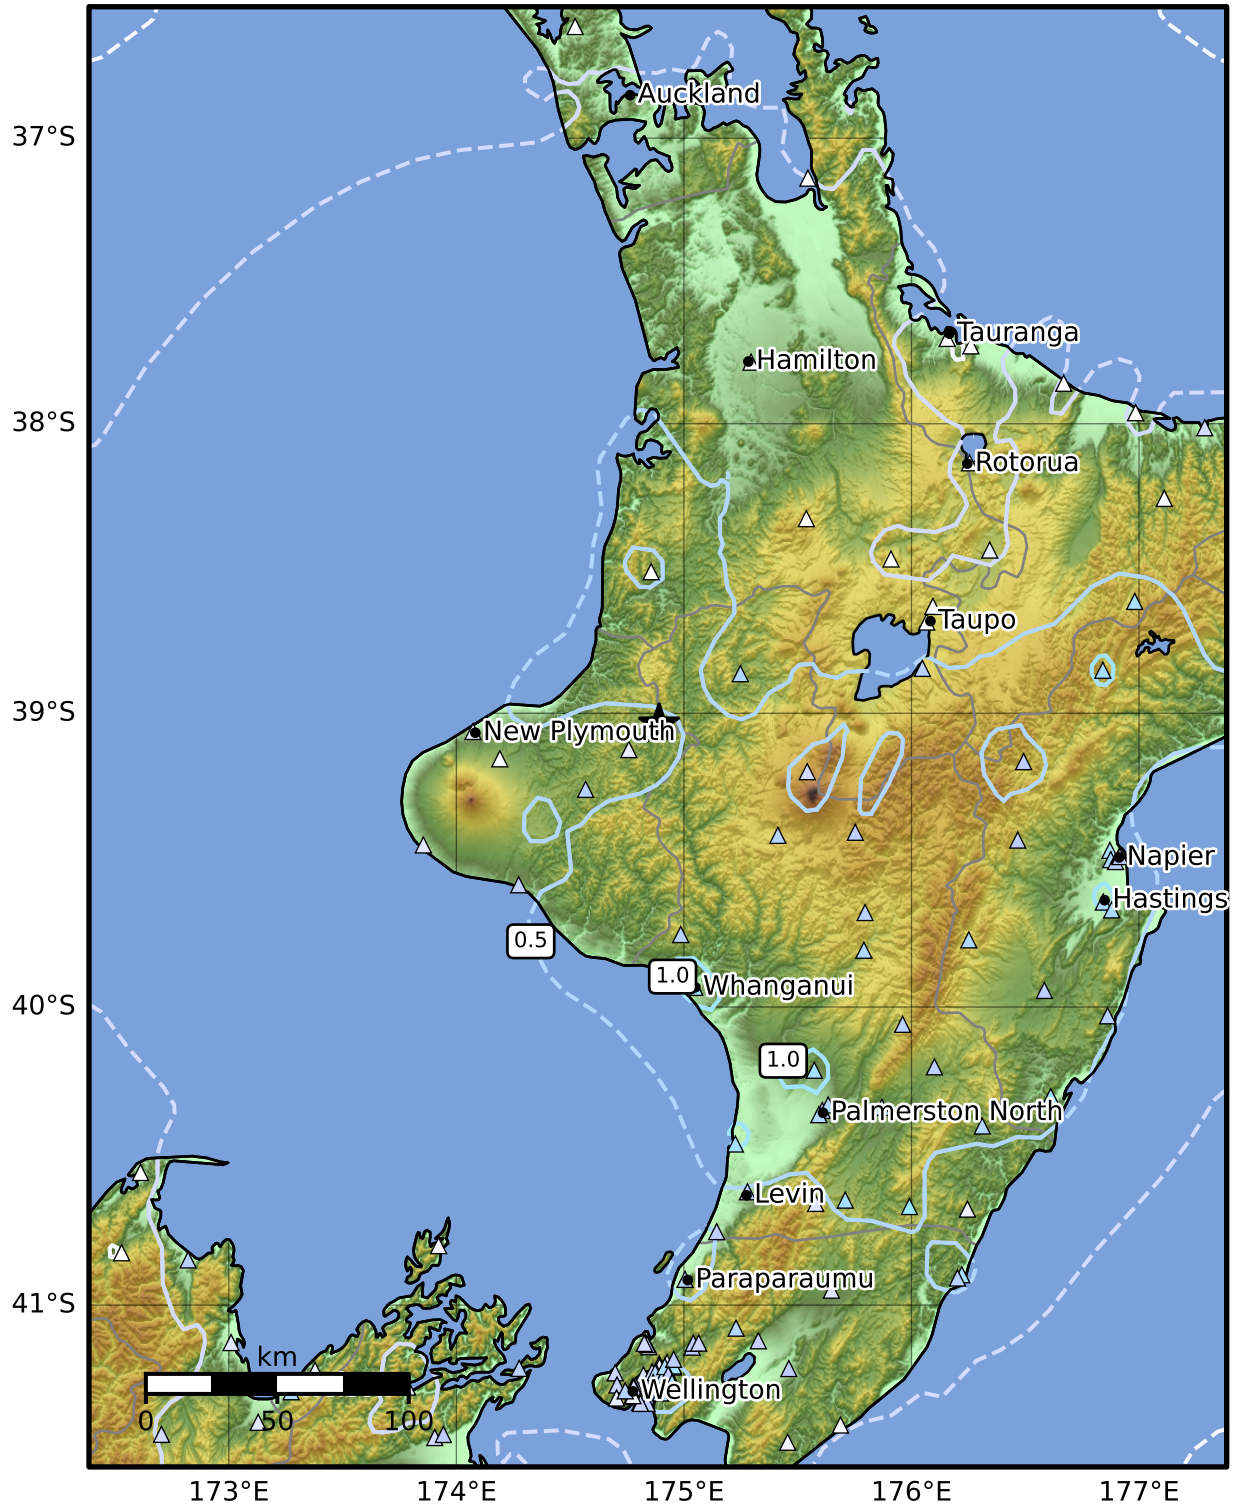 Auckland
37°S
Tauranga
Hamilton
38°S
Rotorua
Taupo
39°S
New Plymouth
Napier
Hastings
0.5
1.0
Whanganui
40°S
1.0
Palmerston North
Levin
Paraparaumu
41°S
km
Wellington
0 50 100
173°E 174°E 175°E 176°E 177°E